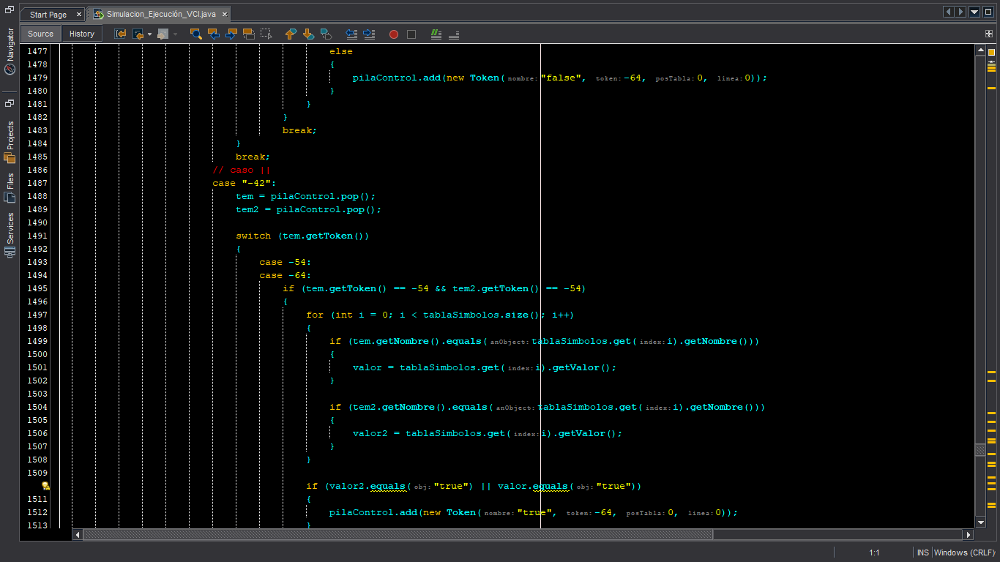 Start Page
Simulacion_Ejecución_VCI.java
Source
History
Navigator
Projects
Files
Services
1477 else
1478 {
1479 pilaControl.add(new Token( nombre: "false", token: -64, posTabla: 0, linea: 0));
1480 }
1481 }
1482 }
1483 break;
1484 }
1485 break;
1486 // caso ||
1487 case "-42":
1488 tem = pilaControl.pop();
1489 tem2 = pilaControl.pop();
1490
1491 switch (tem.getToken())
1492 {
1493 case -54:
1494 case -64:
1495 if (tem.getToken() == -54 && tem2.getToken() == -54)
1496 {
1497 for (int i = 0; i < tablaSimbolos.size(); i++)
1498 {
1499 if (tem.getNombre().equals( anObject: tablaSimbolos.get( index: i).getNombre()))
1500 {
1501 valor = tablaSimbolos.get( index: i).getValor();
1502 }
1503
1504 if (tem2.getNombre().equals( anObject: tablaSimbolos.get( index: i).getNombre()))
1505 {
1506 valor2 = tablaSimbolos.get( index: i).getValor();
1507 }
1508 }
1509
if (valor2.equals( obj: "true") || valor.equals( obj: "true"))
1511 {
1512 pilaControl.add(new Token( nombre: "true", token: -64, posTabla: 0, linea: 0));
1513 }
1:1
INS
Windows (CRLF)